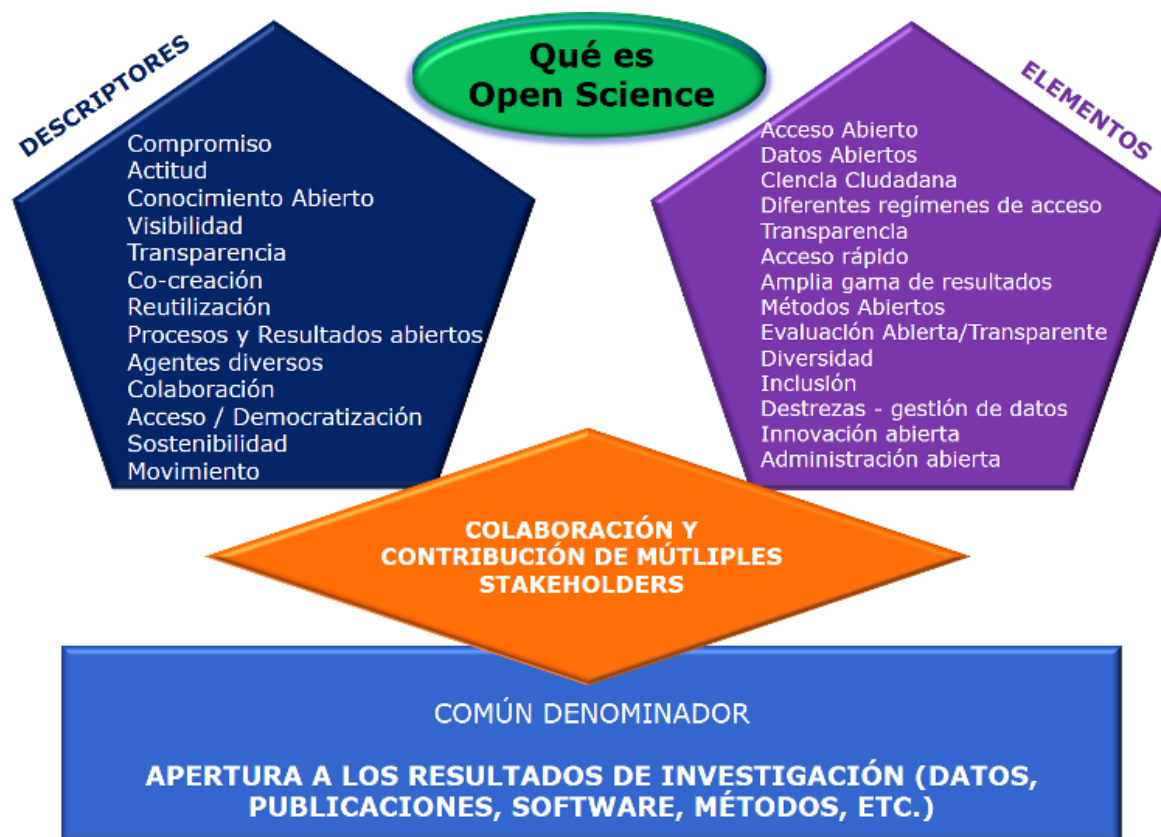 Qué es
Open Science
DESCRIPTORES
Compromiso
Actitud
Conocimiento Abierto
Visibilidad
Transparencia
Co-creación
Reutilización
Procesos y Resultados abiertos
Agentes diversos
Colaboración
Acceso / Democratización
Sostenibilidad
Movimiento
ELEMENTOS
Acceso Abierto
Datos Abiertos
Ciencia Ciudadana
Diferentes regímenes de acceso
Transparencia
Acceso rápido
Amplia gama de resultados
Métodos Abiertos
Evaluación Abierta/Transparente
Diversidad
Inclusión
Destrezas - gestión de datos
Innovación abierta
Administración abierta
COLABORACIÓN Y
CONTRIBUCIÓN DE MÚTLIPLES
STAKEHOLDERS
COMÚN DENOMINADOR
APERTURA A LOS RESULTADOS DE INVESTIGACIÓN (DATOS,
PUBLICACIONES, SOFTWARE, MÉTODOS, ETC.)